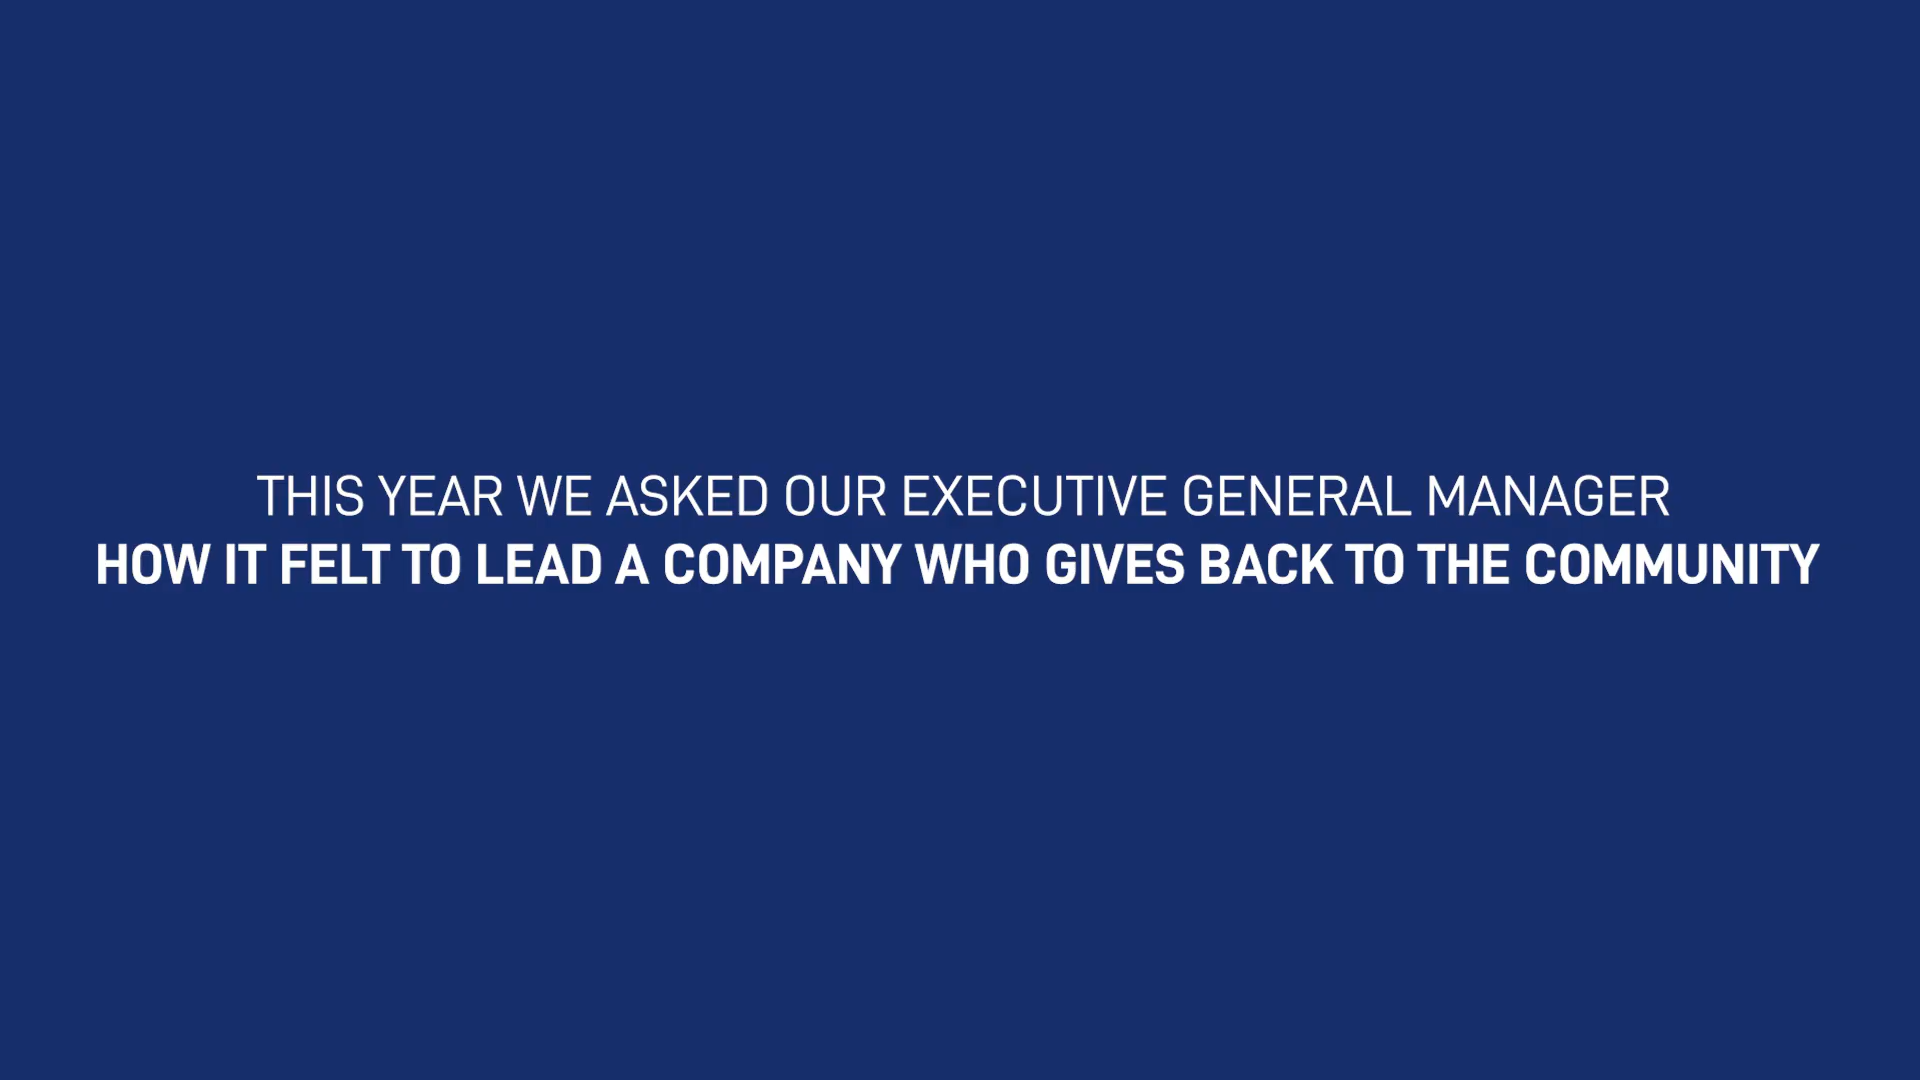 THIS YEAR WE ASKED OUR EXECUTIVE GENERAL MANAGER
HOW IT FELT TO LEAD A COMPANY WHO GIVES BACK TO THE COMMUNITY